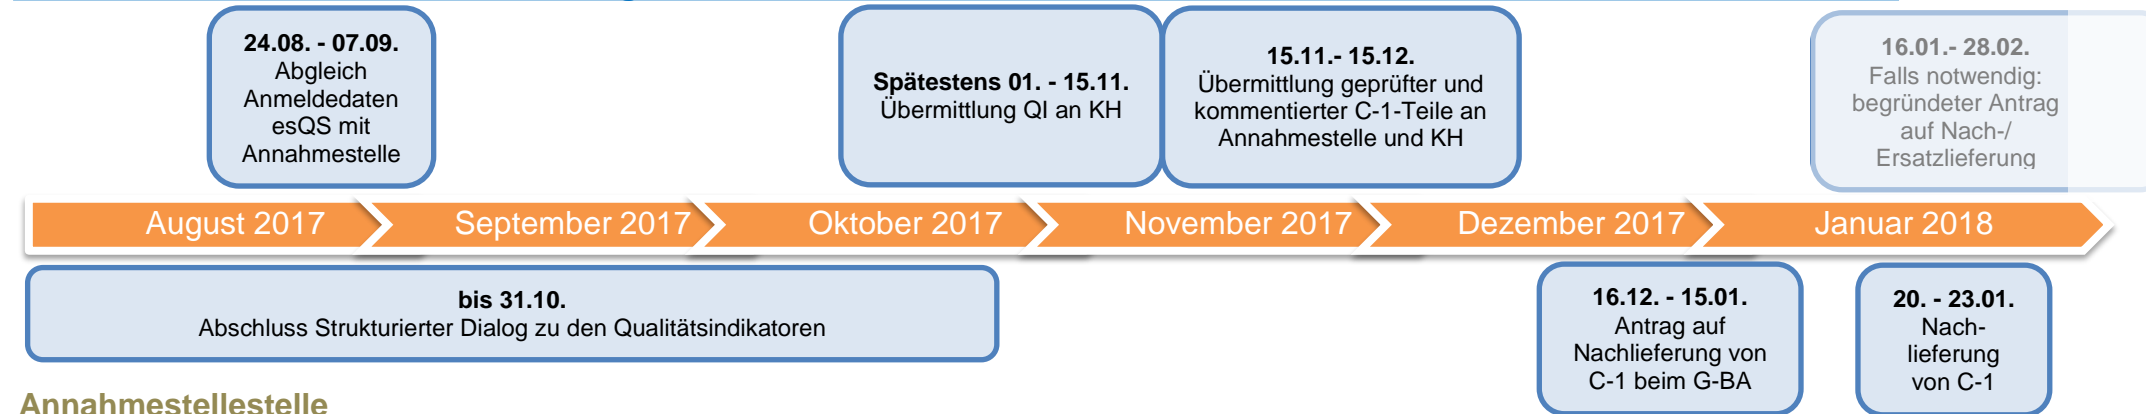 24.08. - 07.09.
Abgleich
Anmeldedaten
esQS mit
Annahmestelle
Spätestens 01. - 15.11.
Übermittlung QI an KH
15.11.- 15.12.
Übermittlung geprüfter und
kommentierter C-1-Teile an
Annahmestelle und KH
16.01.- 28.02.
Falls notwendig:
begründeter Antrag
auf Nach-/
Ersatzlieferung
August 2017
September 2017
Oktober 2017
November 2017
Dezember 2017
Januar 2018
bis 31.10.
Abschluss Strukturierter Dialog zu den Qualitätsindikatoren
16.12. - 15.01.
Antrag auf
Nachlieferung von
C-1 beim G-BA
20. - 23.01.
Nach-
lieferung
von C-1
Annahmestellestelle